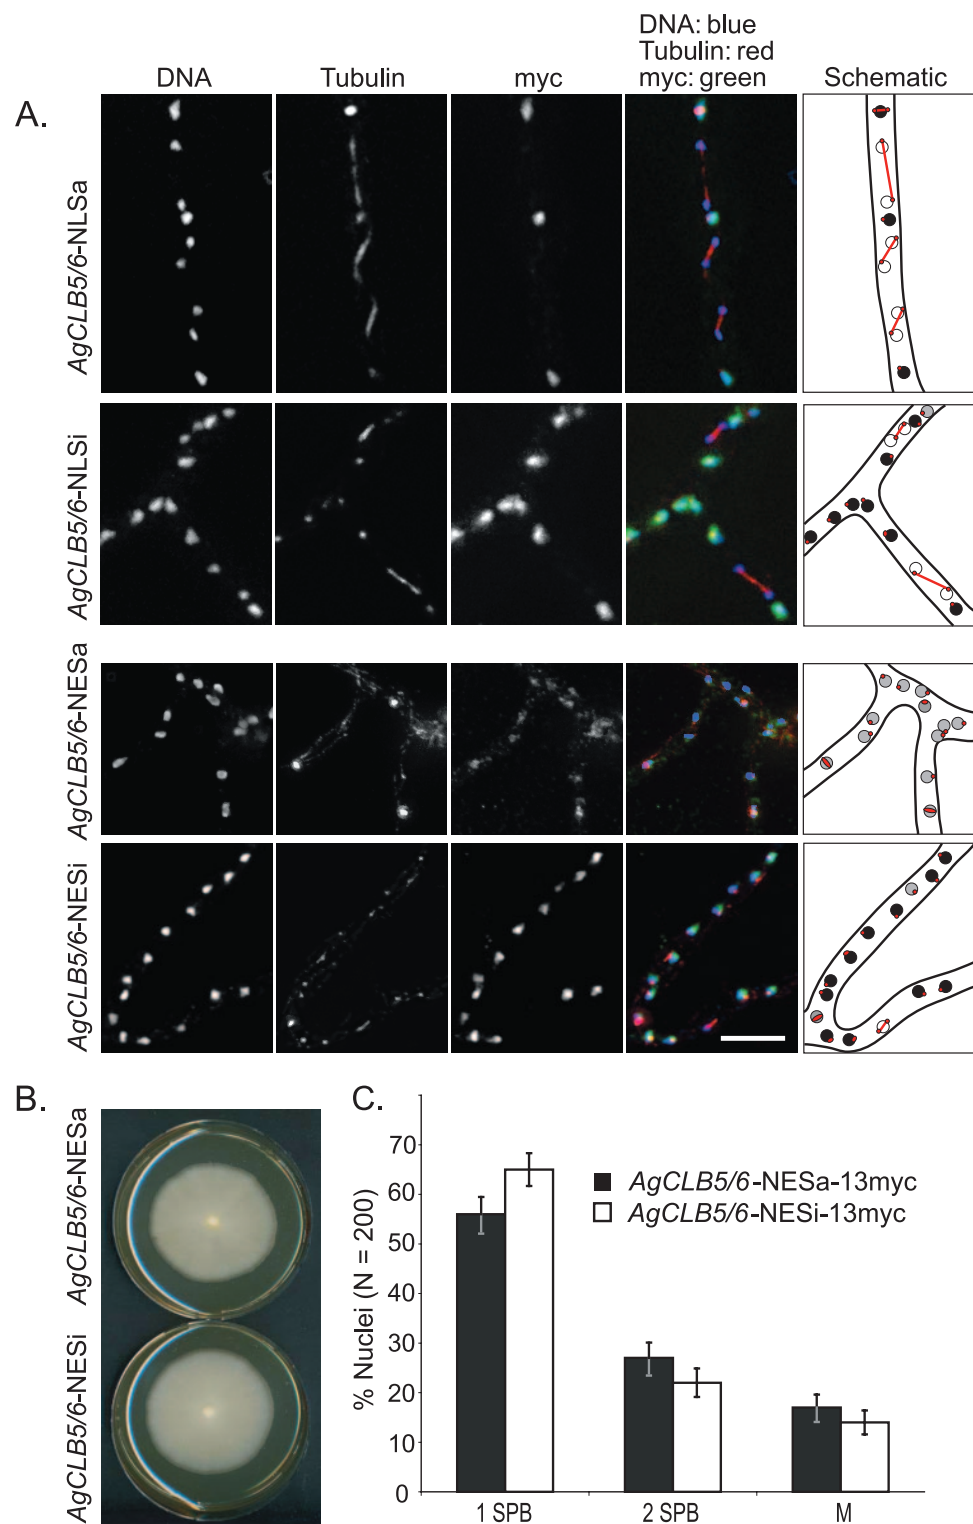 DNA: blue
Tubulin: red
myc: green
DNA
Tubulin
myc
Schematic
A.
AgCLB5/6-NLSa
AgCLB5/6-NLSi
AgCLB5/6-NESa
AgCLB5/6-NESi
B.
AgCLB5/6-NESa
AgCLB5/6-NESi
C.
% Nuclei (N = 200)
70
60
50
40
30
20
10
0
AgCLB5/6-NESa-13myc
AgCLB5/6-NESi-13myc
1 SPB
2 SPB
M